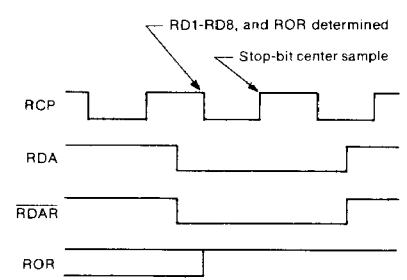 RD1-RD8, and ROR determined
Stop-bit center sample
RCP
RDA
RDAR
ROR